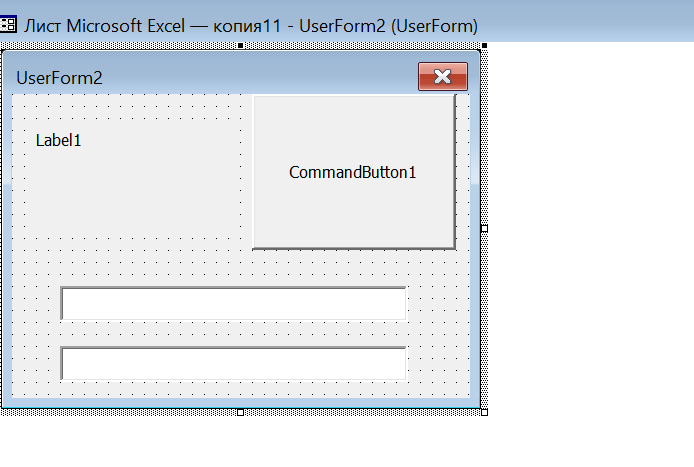 Лист Microsoft Excel — копия11 - UserForm2 (UserForm)
UserForm2
Label1
CommandButton1